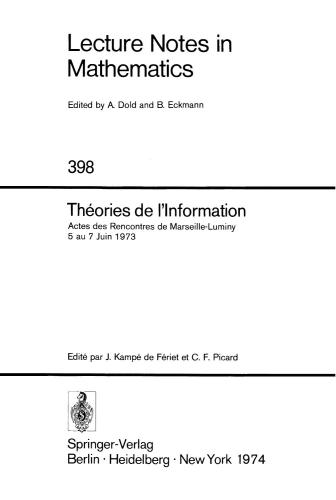 Lecture Notes in
Mathematics
Edited by A. Dold and B. Eckmann
398
Théories de l'Information
Actes des Rencontres de Marseille-Luminy
5 au 7 Juin 1973
Edité par J. Kampé de Fériet et C. F. Picard
Springer-Verlag
Berlin · Heidelberg · New York 1974